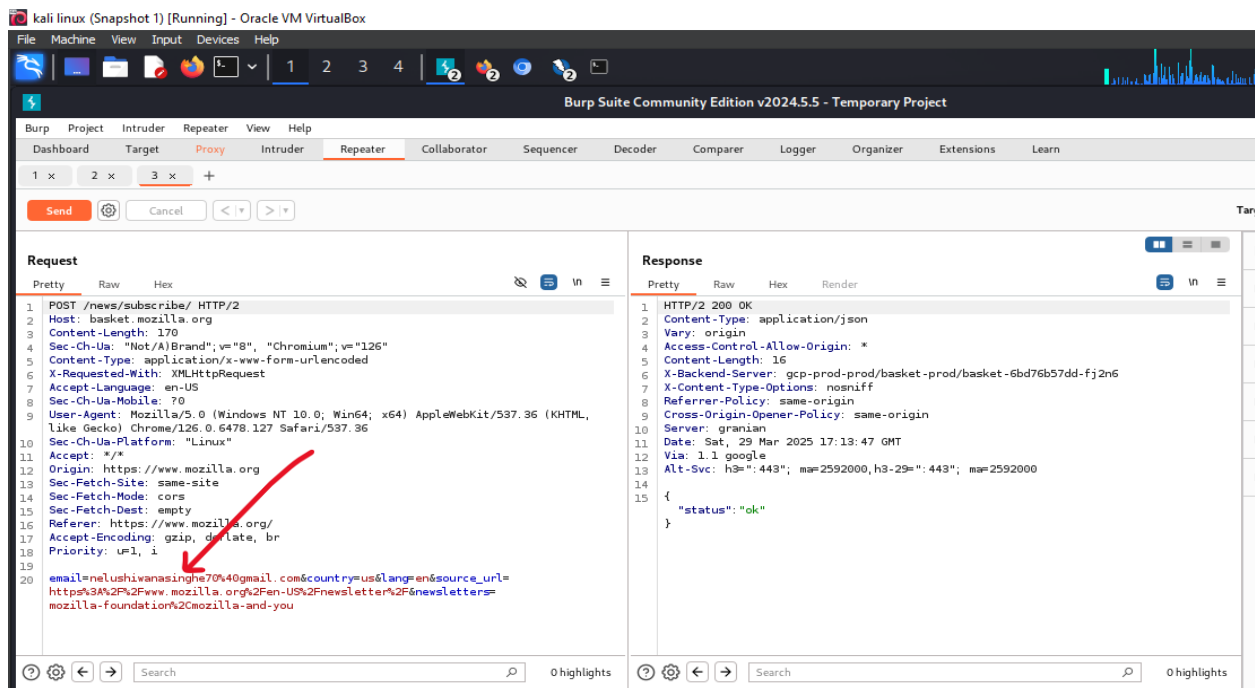 kali linux (Snapshot 1) [Running] - Oracle VM VirtualBox
File Machine View Input Devices Help
1 2 3 4 2 2 2
Burp Suite Community Edition v2024.5.5 - Temporary Project
Burp Project Intruder Repeater View Help
Dashboard Target Proxy Intruder Repeater Collaborator Sequencer Decoder Comparer Logger Organizer Extensions Learn
1 × 2 × 3 × +
Send Cancel < >
Request
Pretty Raw Hex \n
1 POST /news/subscribe/ HTTP/2
2 Host: basket.mozilla.org
3 Content-Length: 170
4 Sec-Ch-Ua: "Not/A)Brand";v="8", "Chromium";v="126"
5 Content-Type: application/x-www-form-urlencoded
6 X-Requested-With: XMLHttpRequest
7 Accept-Language: en-US
8 Sec-Ch-Ua-Mobile: ?0
9 User-Agent: Mozilla/5.0 (Windows NT 10.0; Win64; x64) AppleWebKit/537.36 (KHTML,
like Gecko) Chrome/126.0.6478.127 Safari/537.36
10 Sec-Ch-Ua-Platform: "Linux"
11 Accept: */*
12 Origin: https://www.mozilla.org
13 Sec-Fetch-Site: same-site
14 Sec-Fetch-Mode: cors
15 Sec-Fetch-Dest: empty
16 Referer: https://www.mozilla.org/
17 Accept-Encoding: gzip, deflate, br
18 Priority: u=1, i
19
20 email=nelushiwanasinghe70%40gmail.com&country=us&lang=en&source_url=
https%3A%2F%2Fwww.mozilla.org%2Fen-US%2Fnewsletter%2F&newsletters=
mozilla-foundation%2Cmozilla-and-you
Search 0 highlights
Response
Pretty Raw Hex Render \n
1 HTTP/2 200 OK
2 Content-Type: application/json
3 Vary: origin
4 Access-Control-Allow-Origin: *
5 Content-Length: 16
6 X-Backend-Server: gcp-prod-prod/basket-prod/basket-6bd76b57dd-fj2n6
7 X-Content-Type-Options: nosniff
8 Referrer-Policy: same-origin
9 Cross-Origin-Opener-Policy: same-origin
10 Server: granian
11 Date: Sat, 29 Mar 2025 17:13:47 GMT
12 Via: 1.1 google
13 Alt-Svc: h3=":443"; ma=2592000,h3-29=":443"; ma=2592000
14
15 {
"status":"ok"
}
Search 0 highlights